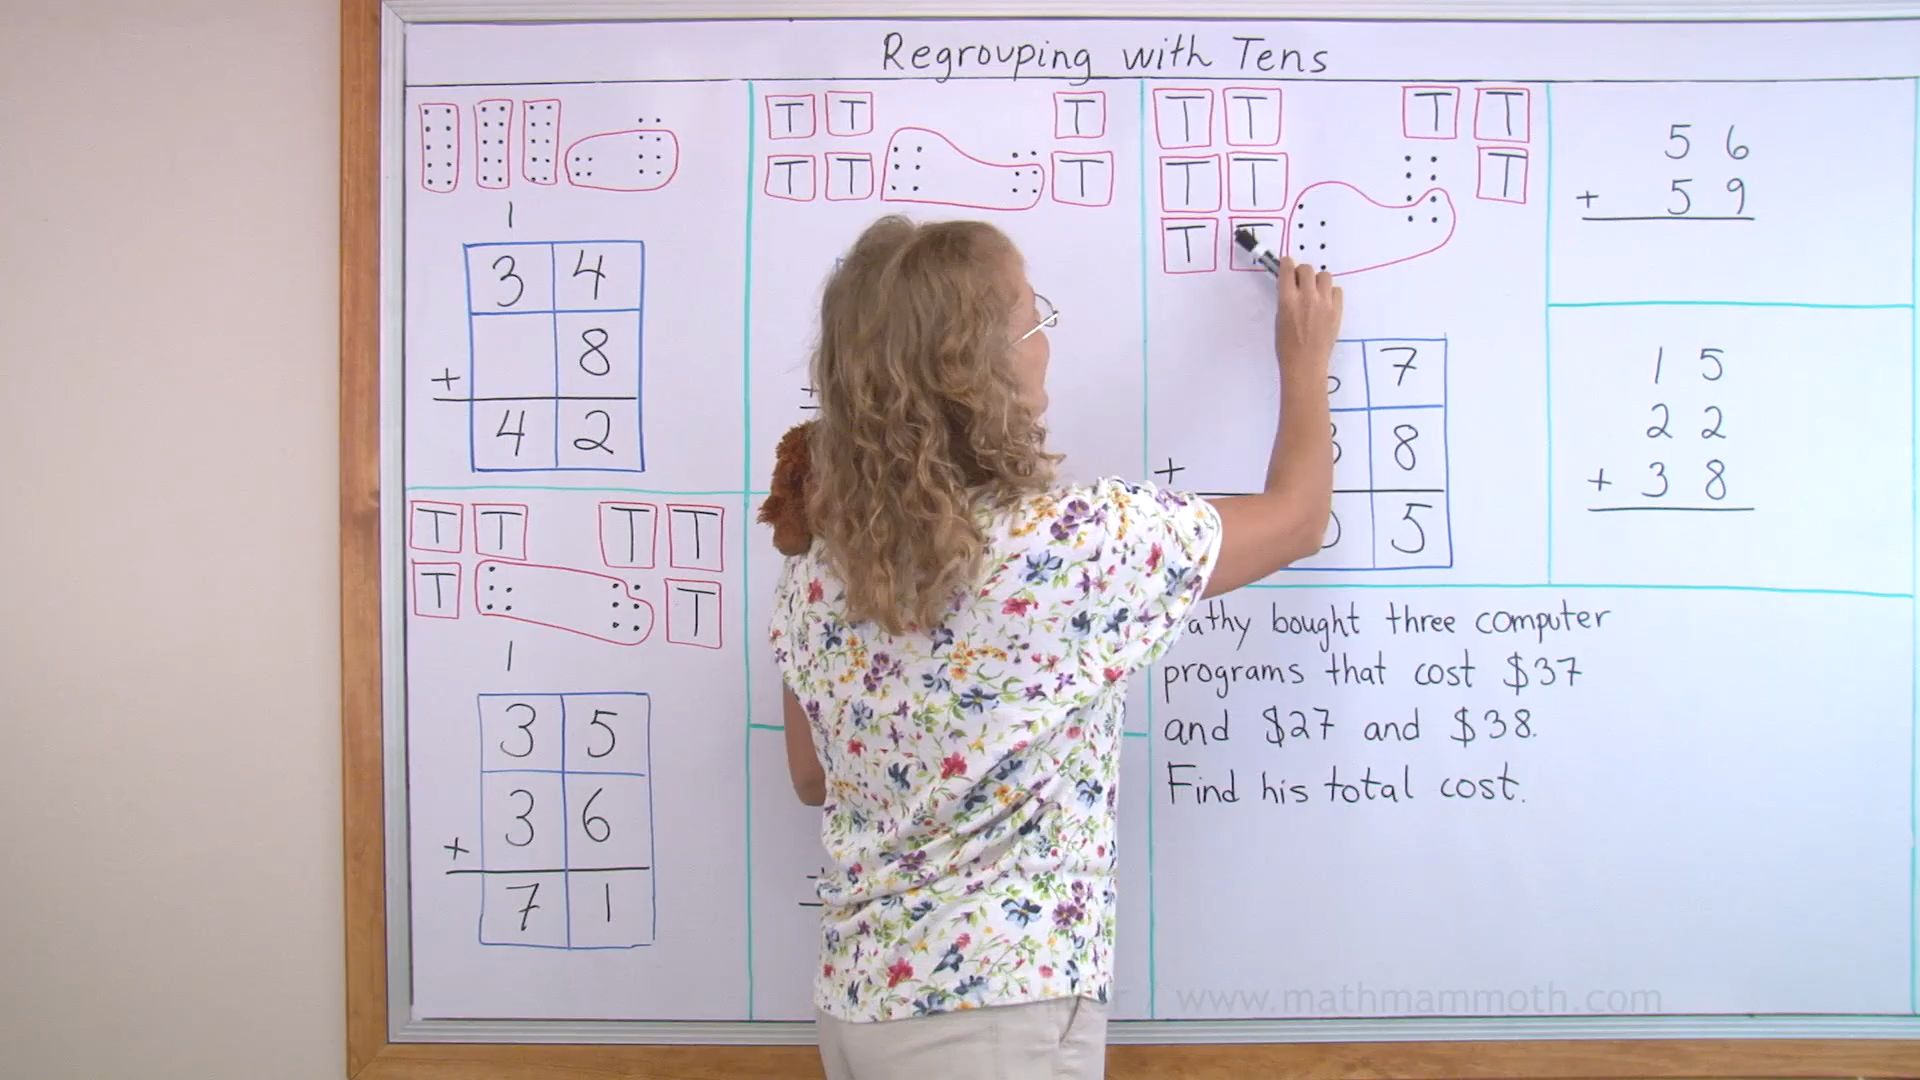 Regrouping with Tens
1
3 4
8
+
4 2
T T T T
1
3 5
3 6
+
7 1
T T T
T T T
T T T T
T T T
T T
7
+ 8
5
5 6
+ 5 9
1 5
2 2
+ 3 8
T T
T T
athy bought three computer
programs that cost $37
and $27 and $38.
Find his total cost.
/ www.mathmammoth.com